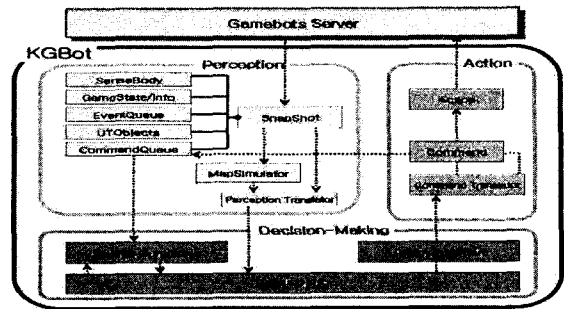 Gamebots Server
KGBot
Perception
Action
SenseBody
GameState/Info
EventQueue
UTObjects
CommandQueue
SnapShot
MapSimulator
Perception Translator
Command
Command Translator
Decision-Making